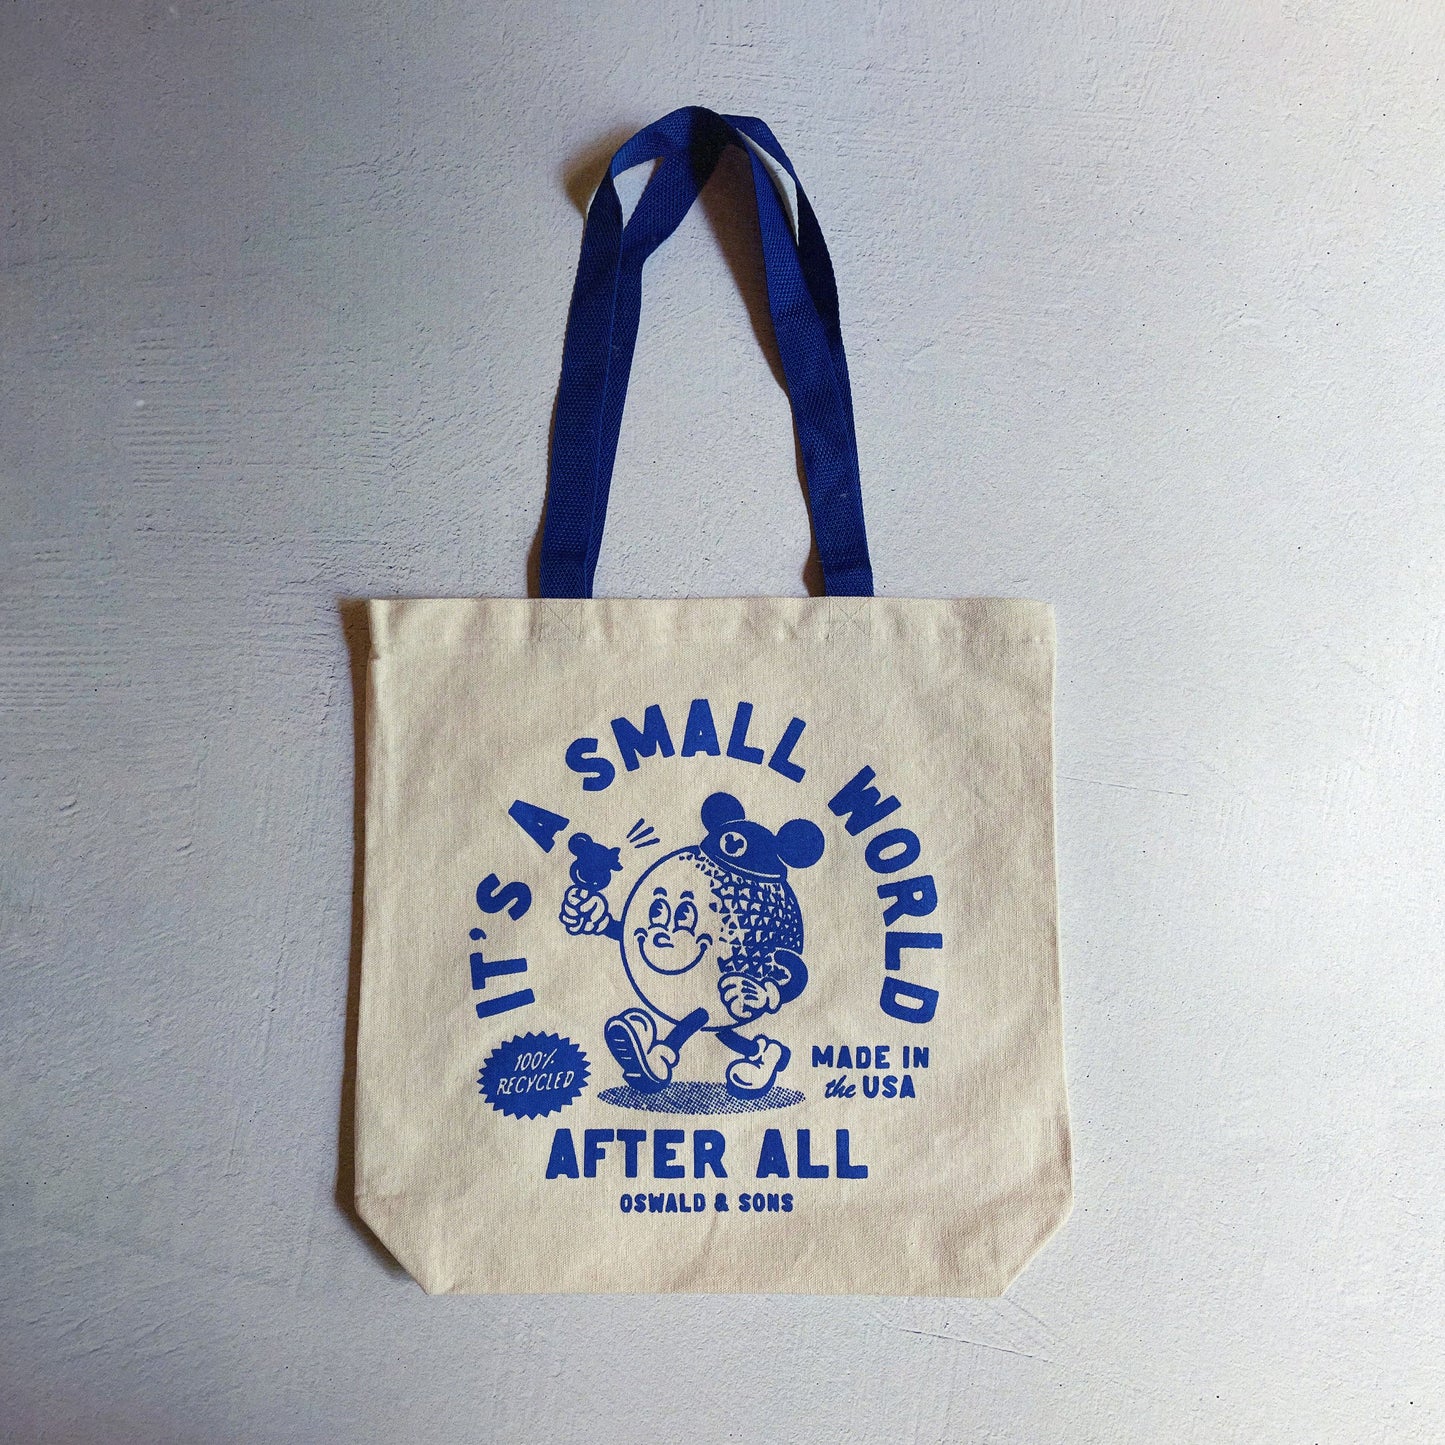 IT'S A SMALL WORLD
100%
RECYCLED
MADE IN
the USA
AFTER ALL
OSWALD & SONS